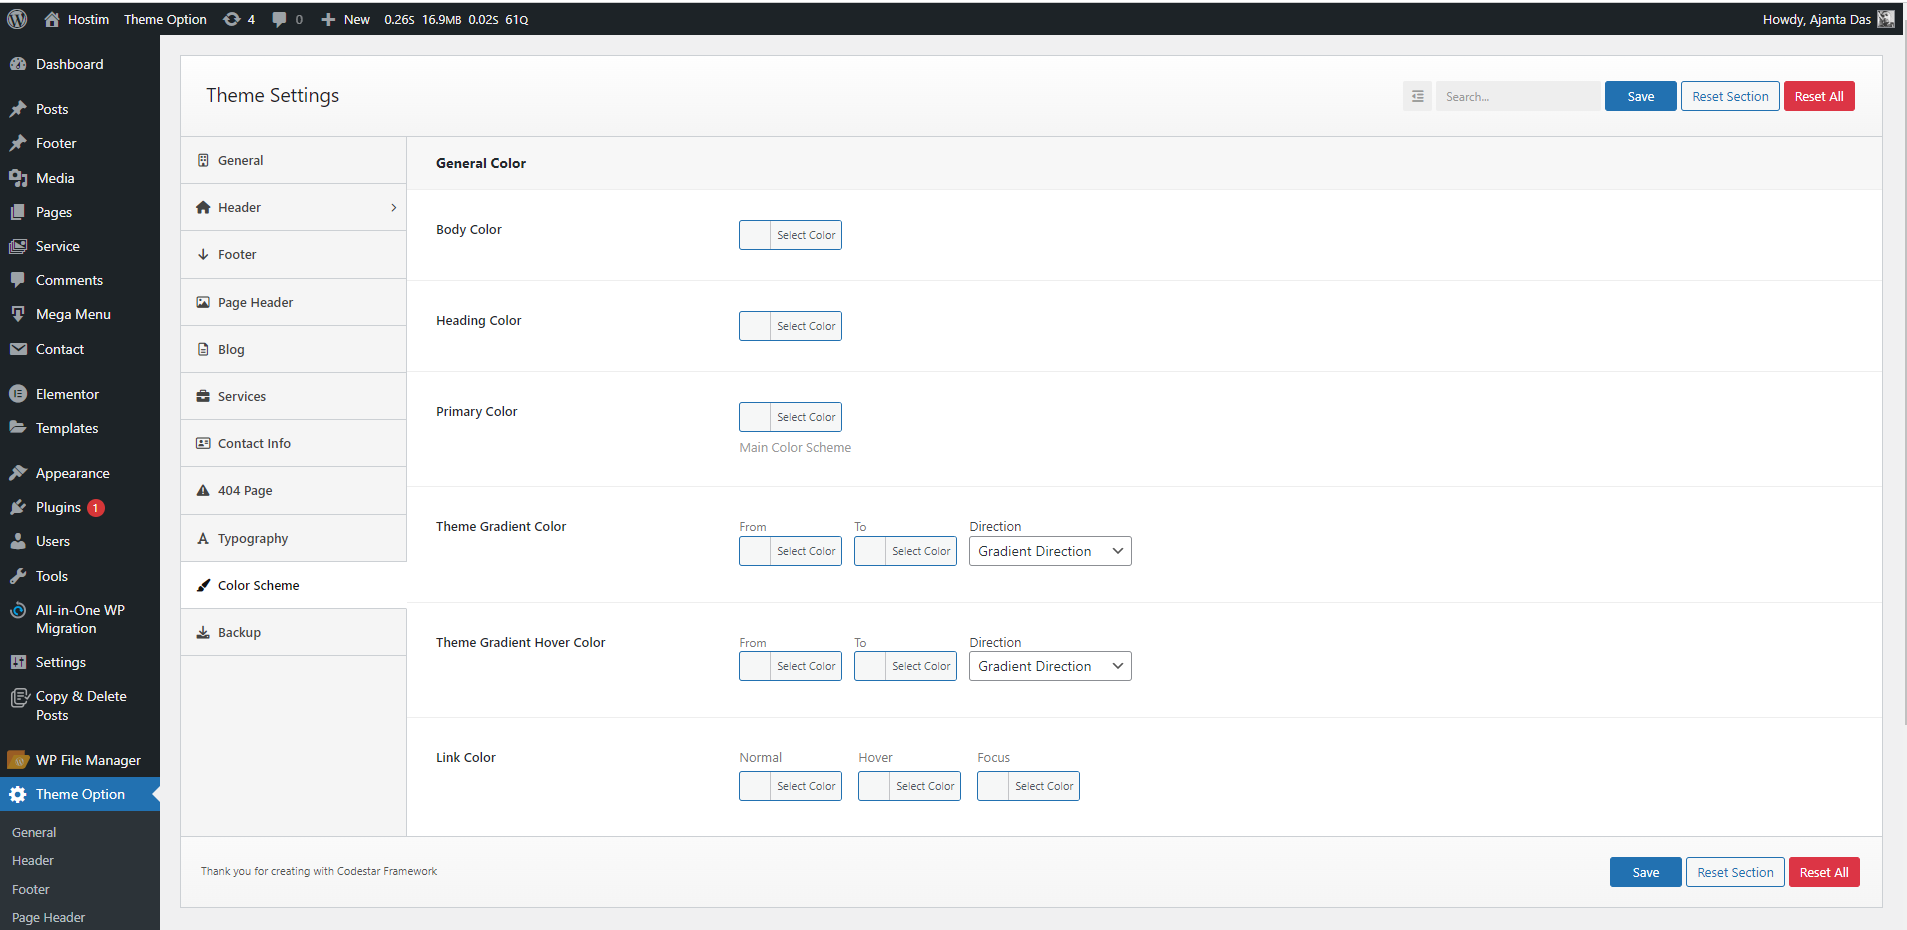 Hostim Theme Option 4 0 New 0.26s 16.9MB 0.02s 61Q Howdy, Ajanta Das
Dashboard
Posts
Footer
Media
Pages
Service
Comments
Mega Menu
Contact
Elementor
Templates
Appearance
Plugins 1
Users
Tools
All-in-One WP
Migration
Settings
Copy & Delete
Posts
WP File Manager
Theme Option
General
Header
Footer
Page Header
Theme Settings
Search... Save Reset Section Reset All
General
Header
Footer
Page Header
Blog
Services
Contact Info
404 Page
Typography
Color Scheme
Backup
General Color
Body Color
Select Color
Heading Color
Select Color
Primary Color
Select Color
Main Color Scheme
Theme Gradient Color
From To Direction
Select Color Select Color Gradient Direction
Theme Gradient Hover Color
From To Direction
Select Color Select Color Gradient Direction
Link Color
Normal Hover Focus
Select Color Select Color Select Color
Thank you for creating with Codestar Framework
Save Reset Section Reset All